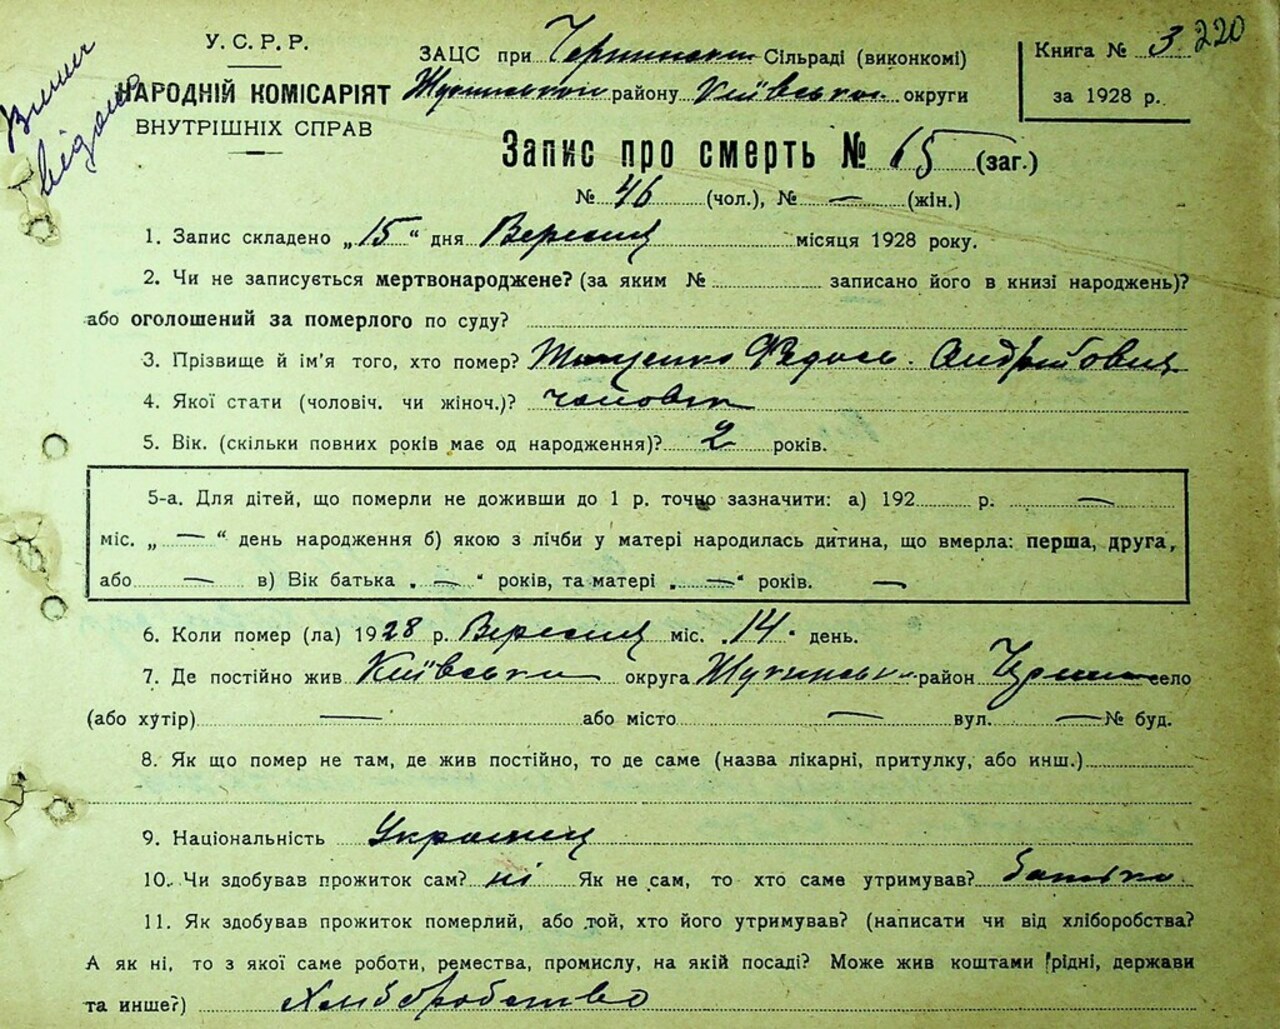 3 220
У. С. Р. Р.
ЗАЦС при Сільраді (виконкомі)
Книга № 3
НАРОДНІЙ КОМІСАРІЯТ
району Київської округи
за 1928 р.
ВНУТРІШНІХ СПРАВ
Запис про смерть № 65 (заг.)
№ 46 (чол.), № — (жін.)
1. Запис складено „15“ дня Вересня місяця 1928 року.
2. Чи не записується мертвонароджене? (за яким № записано його в книзі народжень)?
або оголошений за померлого по суду?
3. Прізвище й ім'я того, хто помер? Федось Андрійович
4. Якої стати (чоловіч. чи жіноч.)? чоловік
5. Вік. (скільки повних років має од народження)? 2 років.
5-а. Для дітей, що померли не доживши до 1 р. точно зазначити: а) 192 р. —
міс. „ — “ день народження б) якою з лічби у матері народилась дитина, що вмерла: перша, друга,
або — в) Вік батька „ — “ років, та матері „ — “ років. —
6. Коли помер (ла) 1928 р. Вересня міс. „14“ день.
7. Де постійно жив Київська округа район село
(або хутір) — або місто — вул. — № буд.
8. Як що помер не там, де жив постійно, то де саме (назва лікарні, притулку, або инш.)
9. Національність Українец
10. Чи здобував прожиток сам? ні Як не сам, то хто саме утримував? батько
11. Як здобував прожиток померлий, або той, хто його утримував? (написати чи від хліборобства?
А як ні, то з якої саме роботи, ремества, промислу, на якій посаді? Може жив коштами рідні, держави
та инше?) Хліборобство